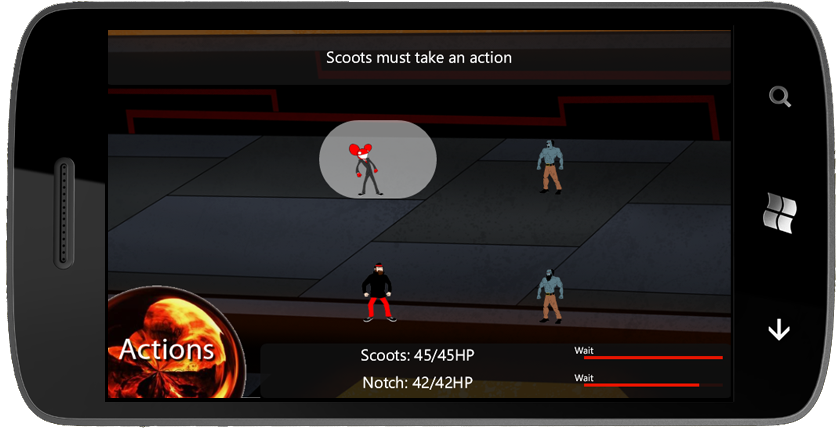 Scoots must take an action
Actions
Scoots: 45/45HP
Wait
Notch: 42/42HP
Wait